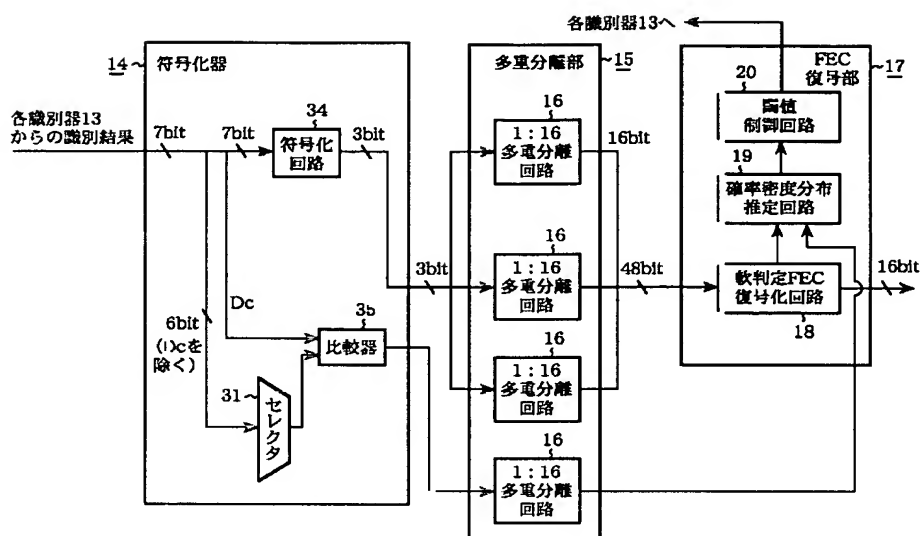 各識別器13へ
14
符号化器
多重分離部
15
FEC
復号部
17
各識別器13
からの識別結果
7bit
7bit
34
符号化
回路
3bit
16
1:16
多重分離
回路
16bit
20
閾値
制御回路
19
確率密度分布
推定回路
3bit
16
1:16
多重分離
回路
48bit
軟判定FEC
復号化回路
18
16bit
6bit
(Dcを
除く)
Dc
3b
比較器
31
セレクタ
16
1:16
多重分離
回路
16
1:16
多重分離
回路